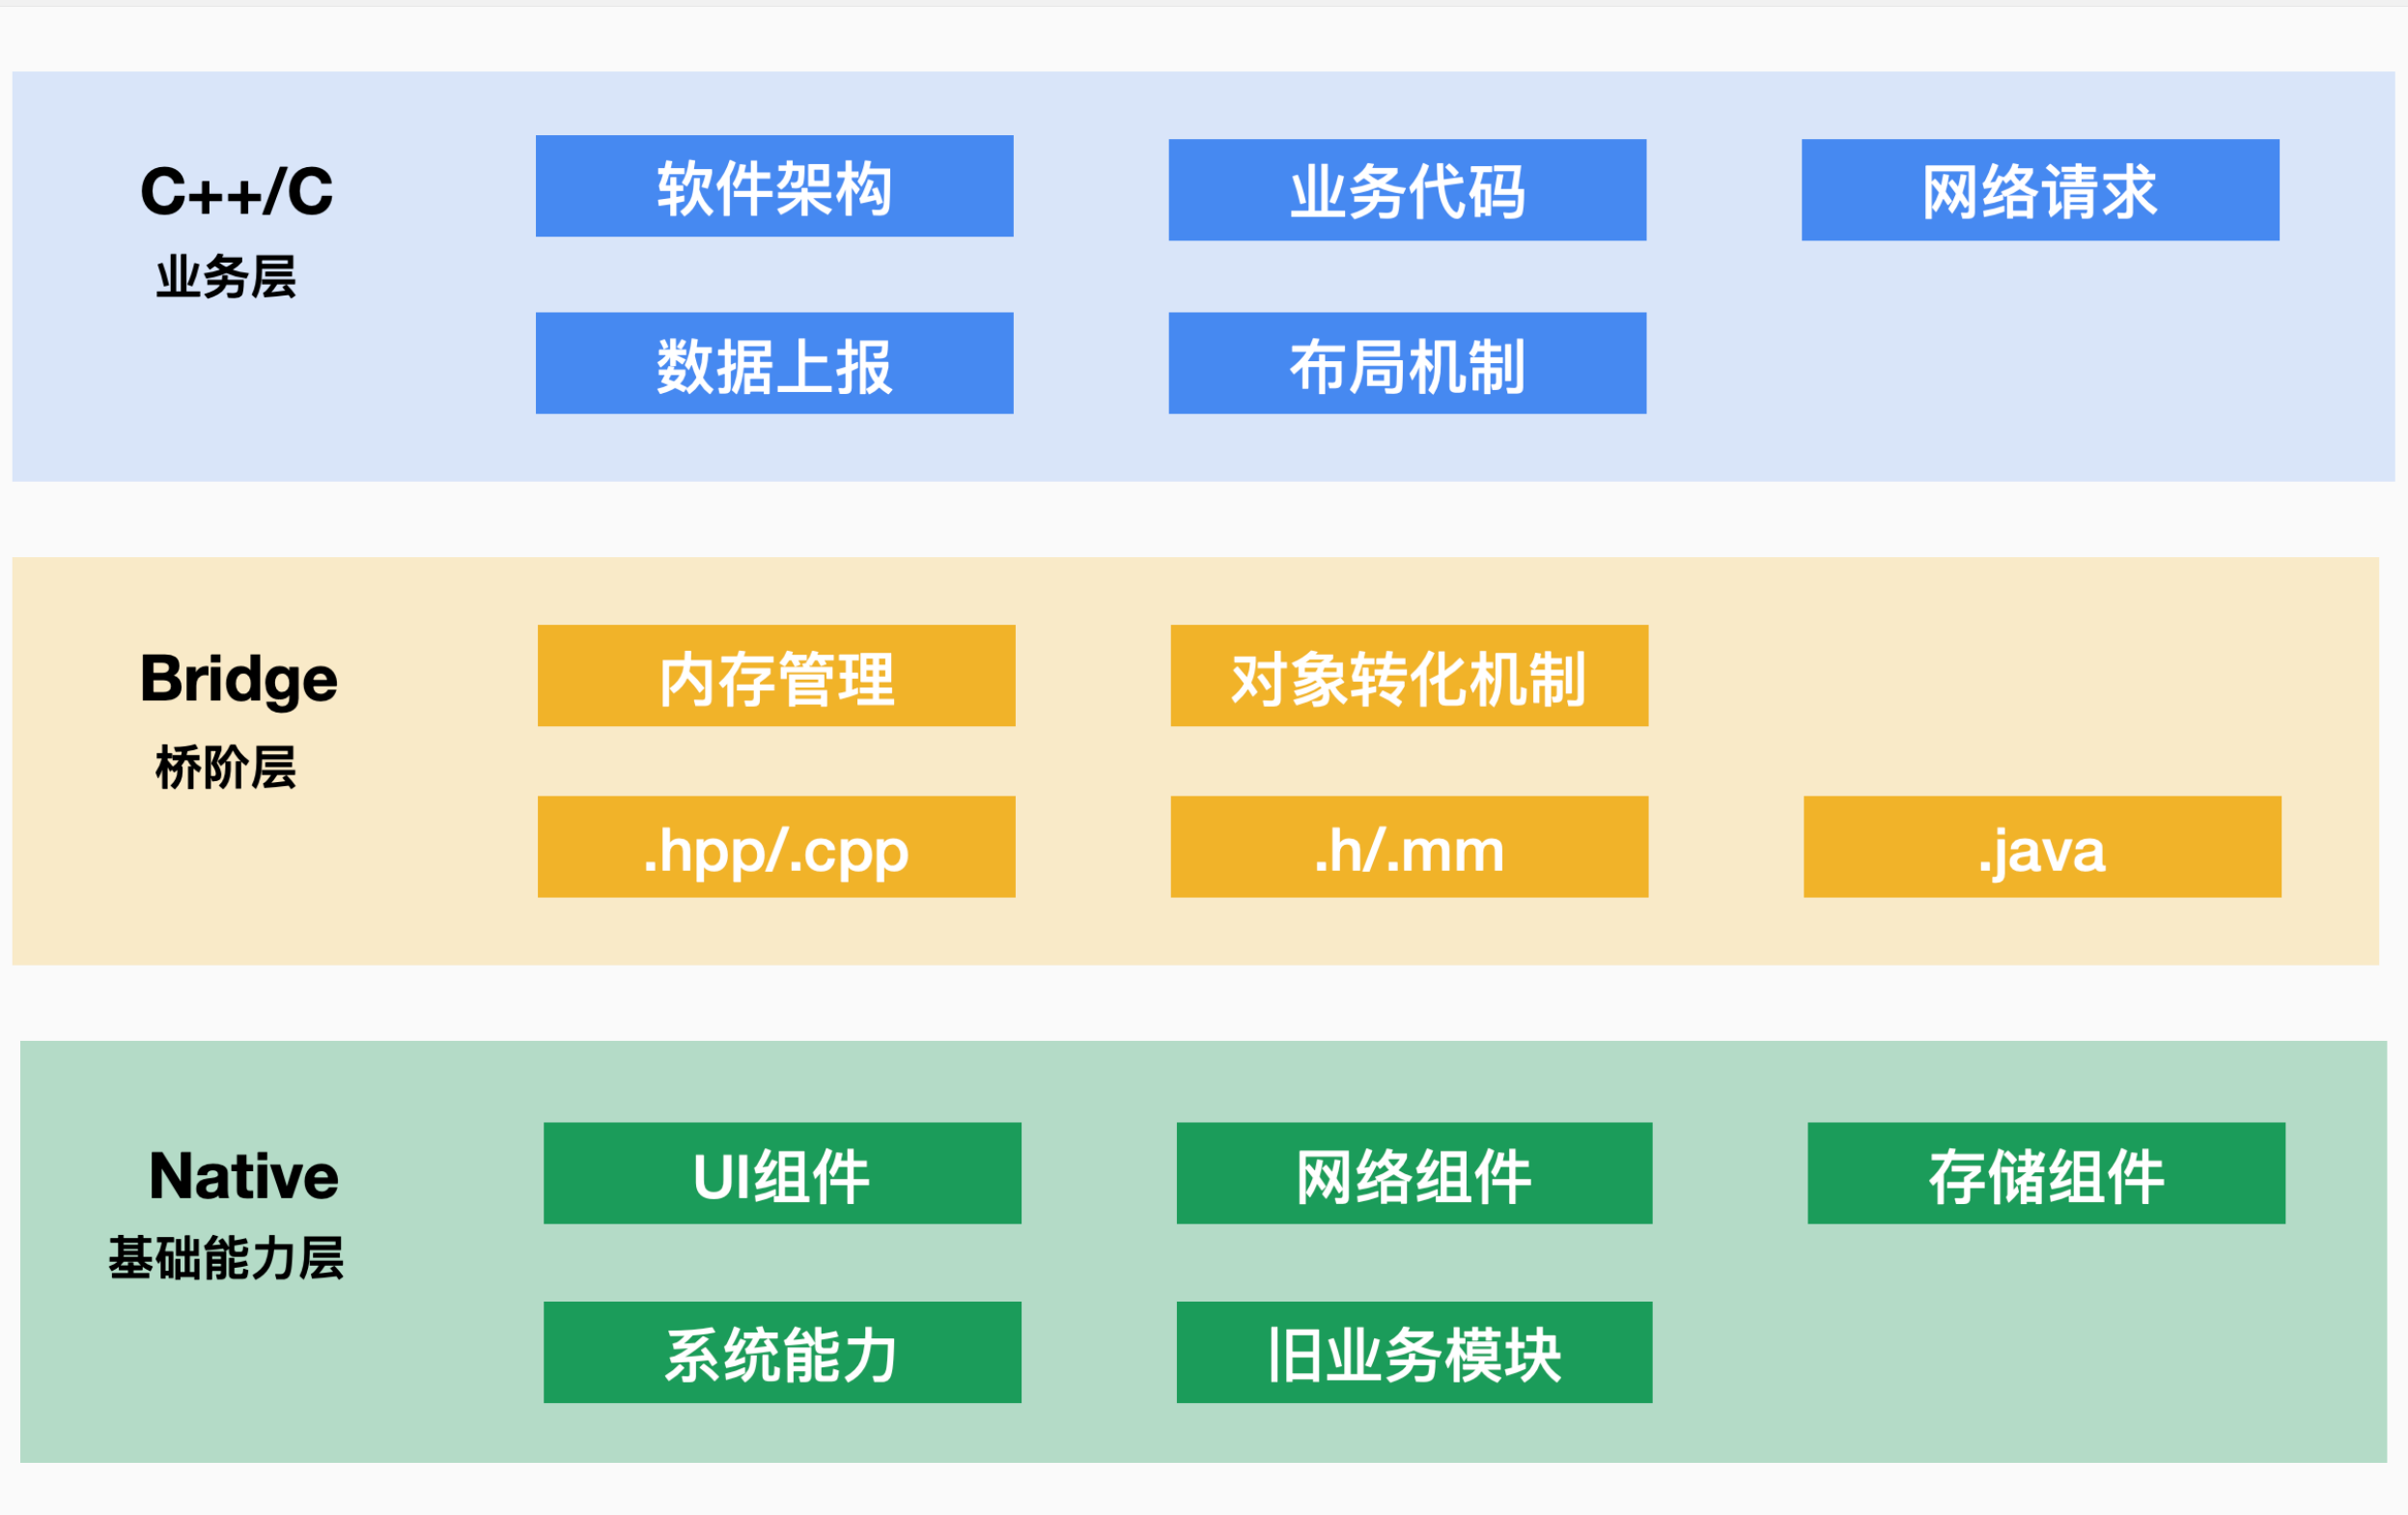 C++/C
业务层
软件架构
业务代码
网络请求
数据上报
布局机制
Bridge
桥阶层
内存管理
对象转化机制
.hpp/.cpp
.h/.mm
.java
Native
基础能力层
UI组件
网络组件
存储组件
系统能力
旧业务模块